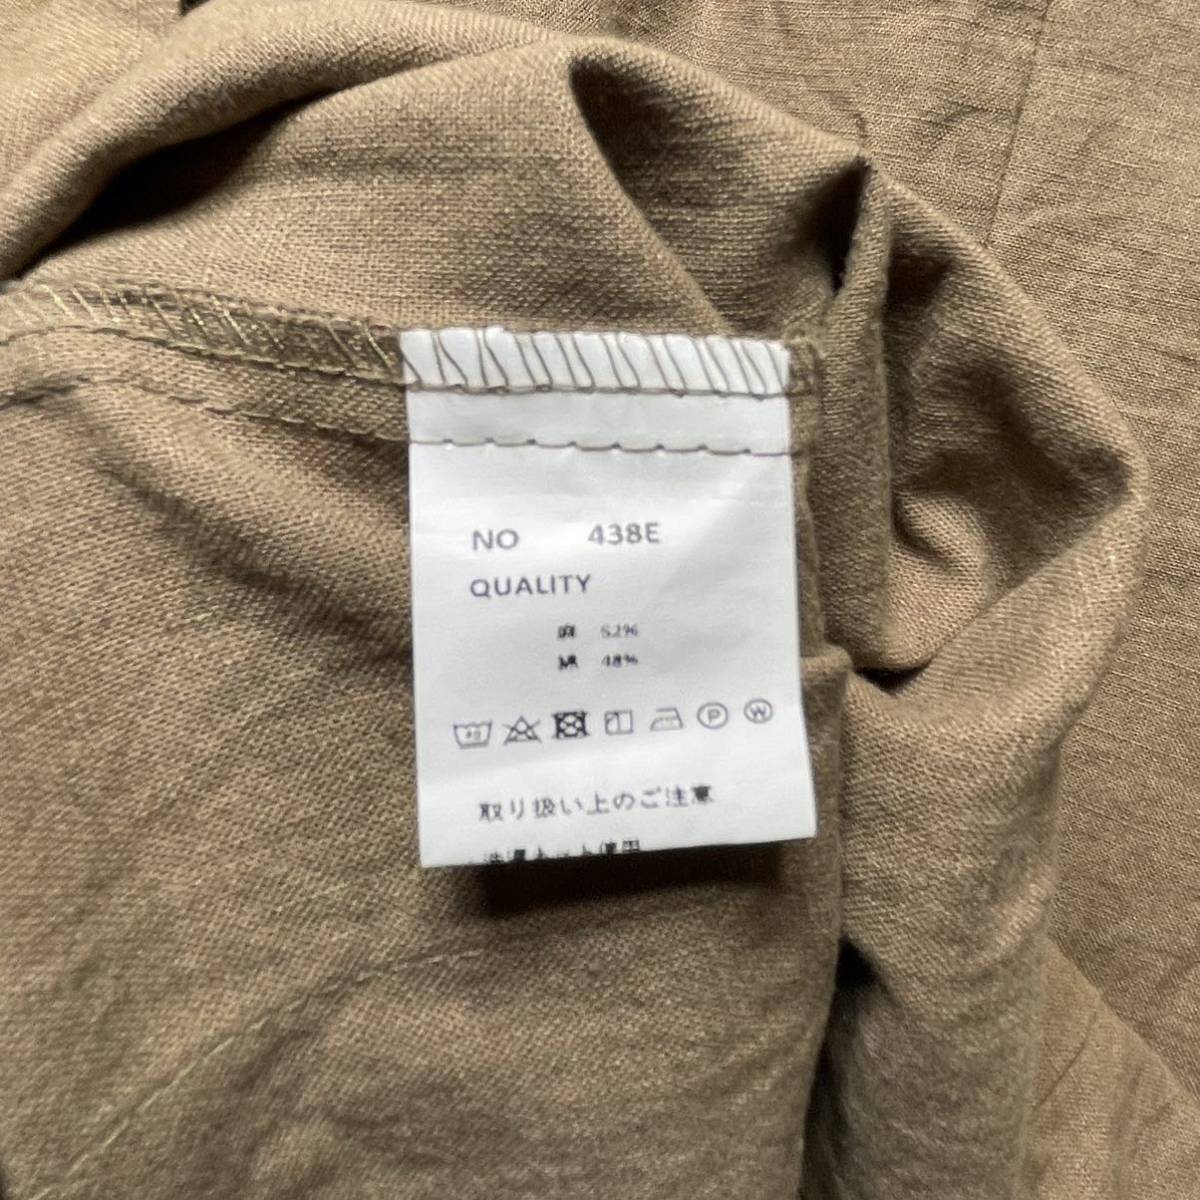 NO 438E
QUALITY
麻 52%
綿 48%
P W
取り扱い上のご注意